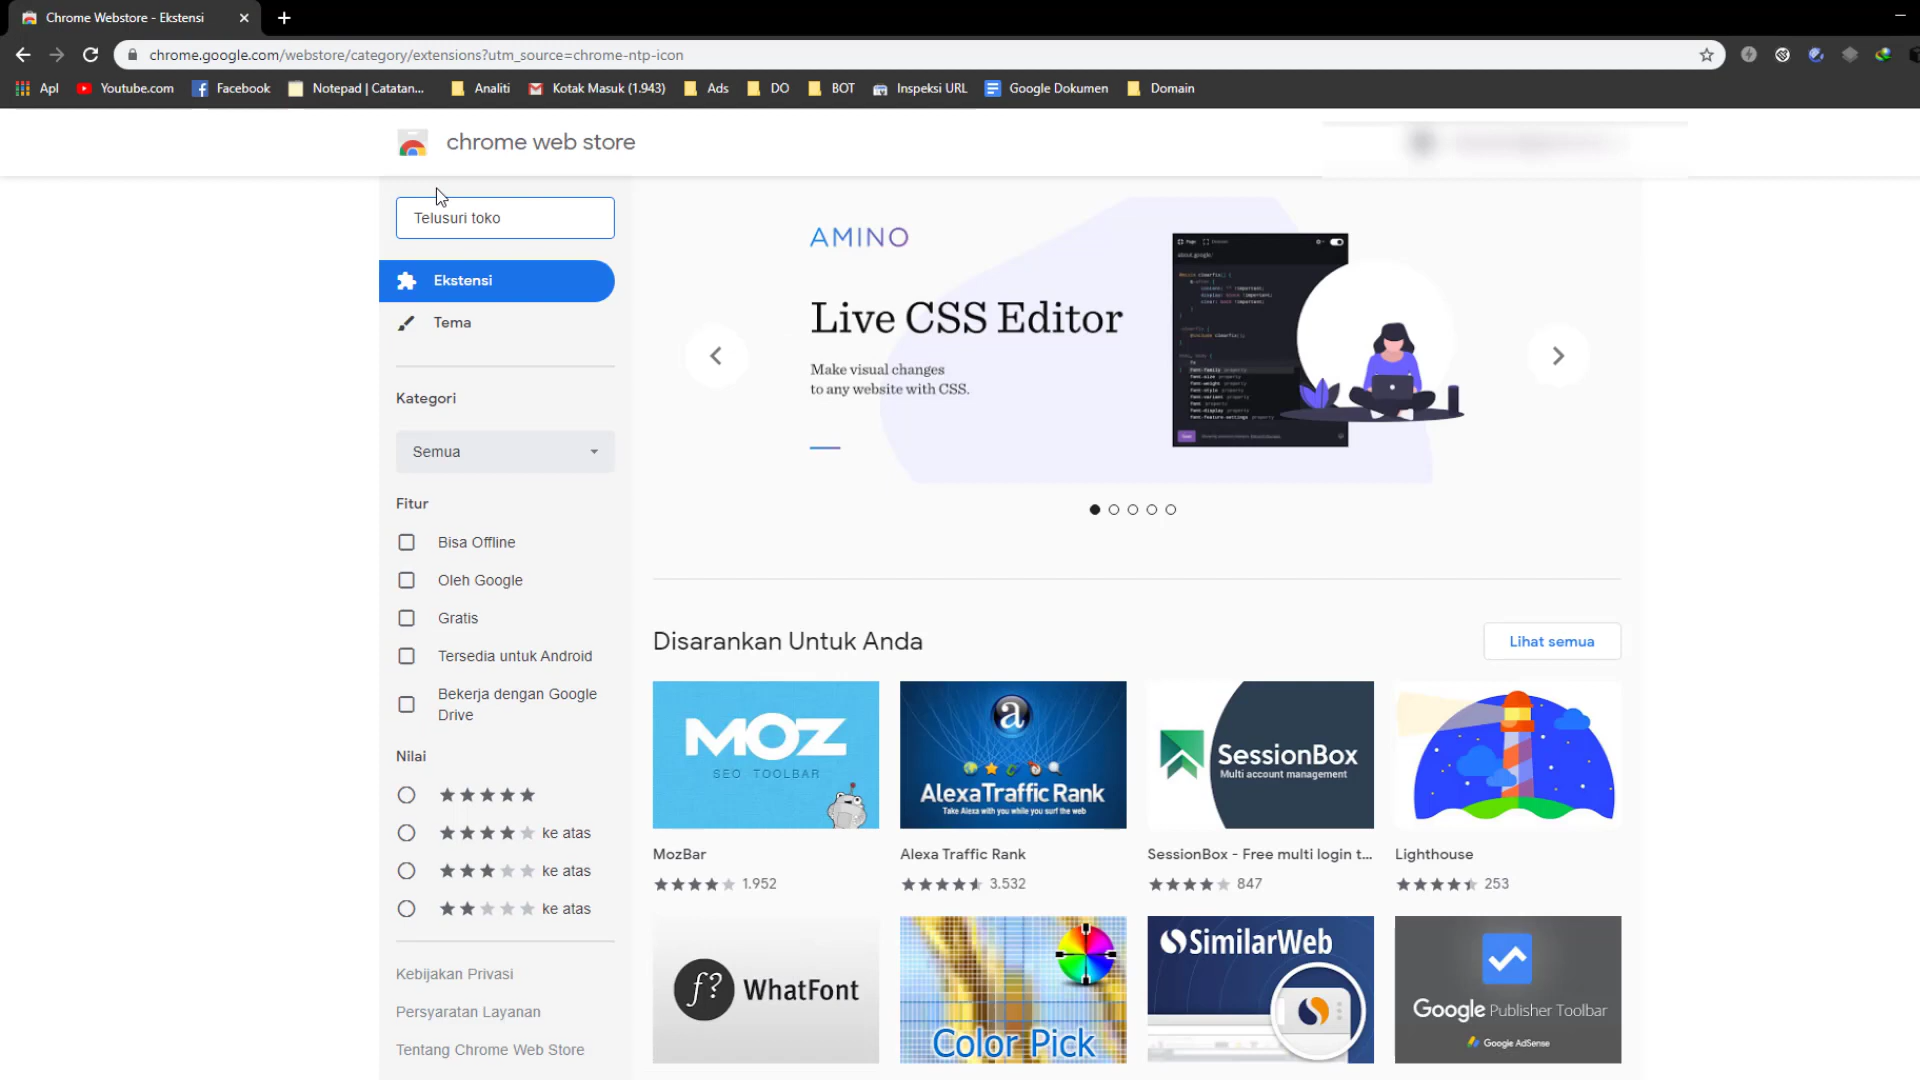 Chrome Webstore - Ekstensi
chrome.google.com/webstore/category/extensions?utm_source=chrome-ntp-icon
Apl
Youtube.com
Facebook
Notepad | Catatan...
Analiti
Kotak Masuk (1.943)
Ads
DO
BOT
Inspeksi URL
Google Dokumen
Domain
chrome web store
Telusuri toko
Ekstensi
Tema
Kategori
Semua
Fitur
Bisa Offline
Oleh Google
Gratis
Tersedia untuk Android
Bekerja dengan Google
Drive
Nilai
ke atas
ke atas
ke atas
Kebijakan Privasi
Persyaratan Layanan
Tentang Chrome Web Store
AMINO
Live CSS Editor
Make visual changes
to any website with CSS.
Disarankan Untuk Anda
Lihat semua
MOZ
SEO TOOLBAR
a
AlexaTraffic Rank
Take Alexa with you while you surf the web
SessionBox
Multi account management
MozBar
Alexa Traffic Rank
SessionBox - Free multi login t...
Lighthouse
1.952
3.532
847
253
f?
WhatFont
Color Pick
SimilarWeb
Google Publisher Toolbar
Google AdSense